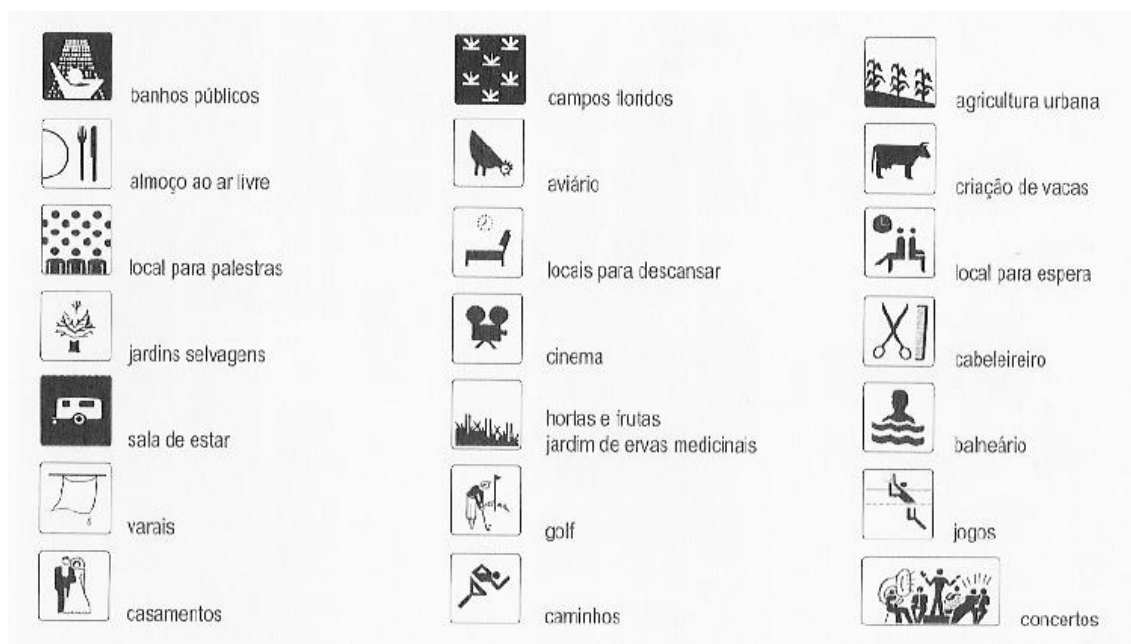 banhos públicos
campos floridos
agricultura urbana
almoço ao ar livre
aviário
criação de vacas
local para palestras
locais para descansar
local para espera
jardins selvagens
cinema
cabeleireiro
sala de estar
hortas e frutas
jardim de ervas medicinais
balneário
varais
golf
jogos
casamentos
caminhos
concertos